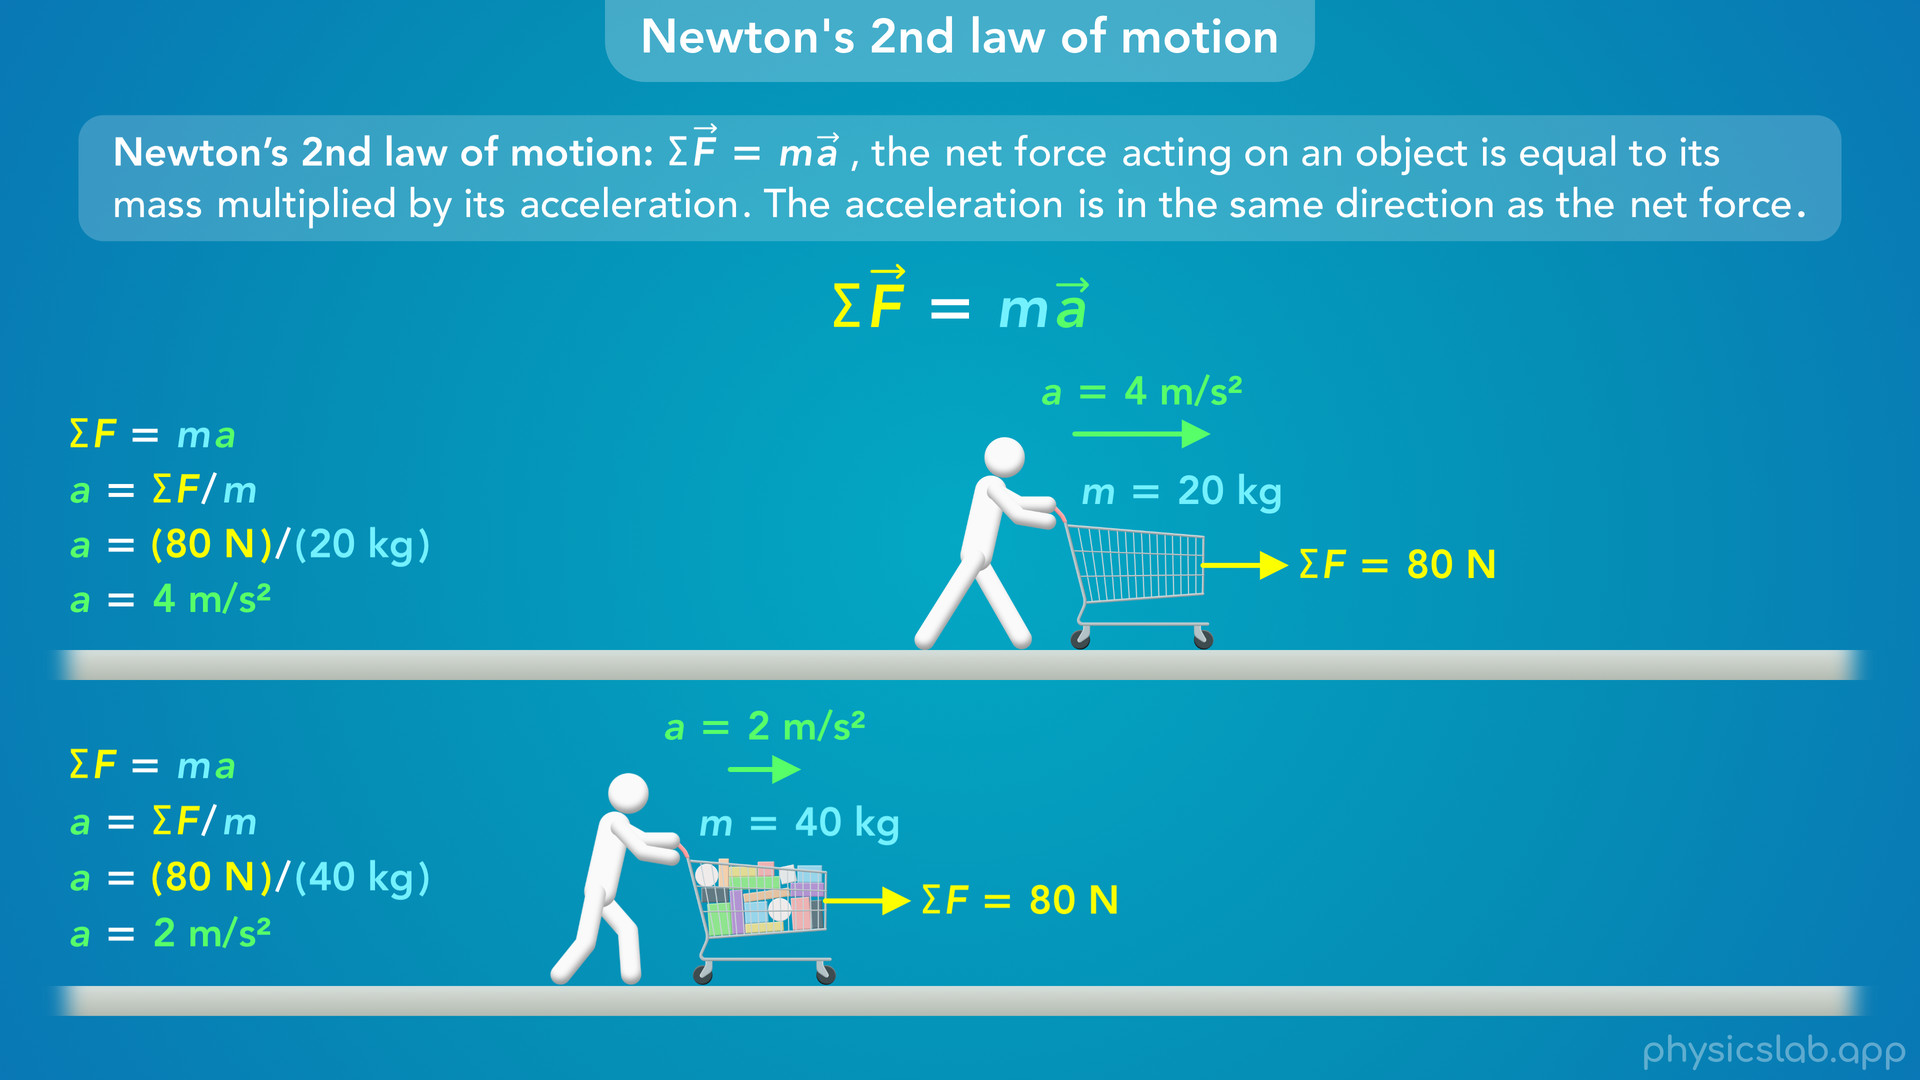 Newton's 2nd law of motion
Newton’s 2nd law of motion: ΣF⃗ = ma⃗ , the net force acting on an object is equal to its
mass multiplied by its acceleration. The acceleration is in the same direction as the net force.
ΣF⃗ = ma⃗
ΣF = ma
a = ΣF/m
a = (80 N)/(20 kg)
a = 4 m/s²
a = 4 m/s²
m = 20 kg
ΣF = 80 N
ΣF = ma
a = ΣF/m
a = (80 N)/(40 kg)
a = 2 m/s²
a = 2 m/s²
m = 40 kg
ΣF = 80 N
physicslab.app